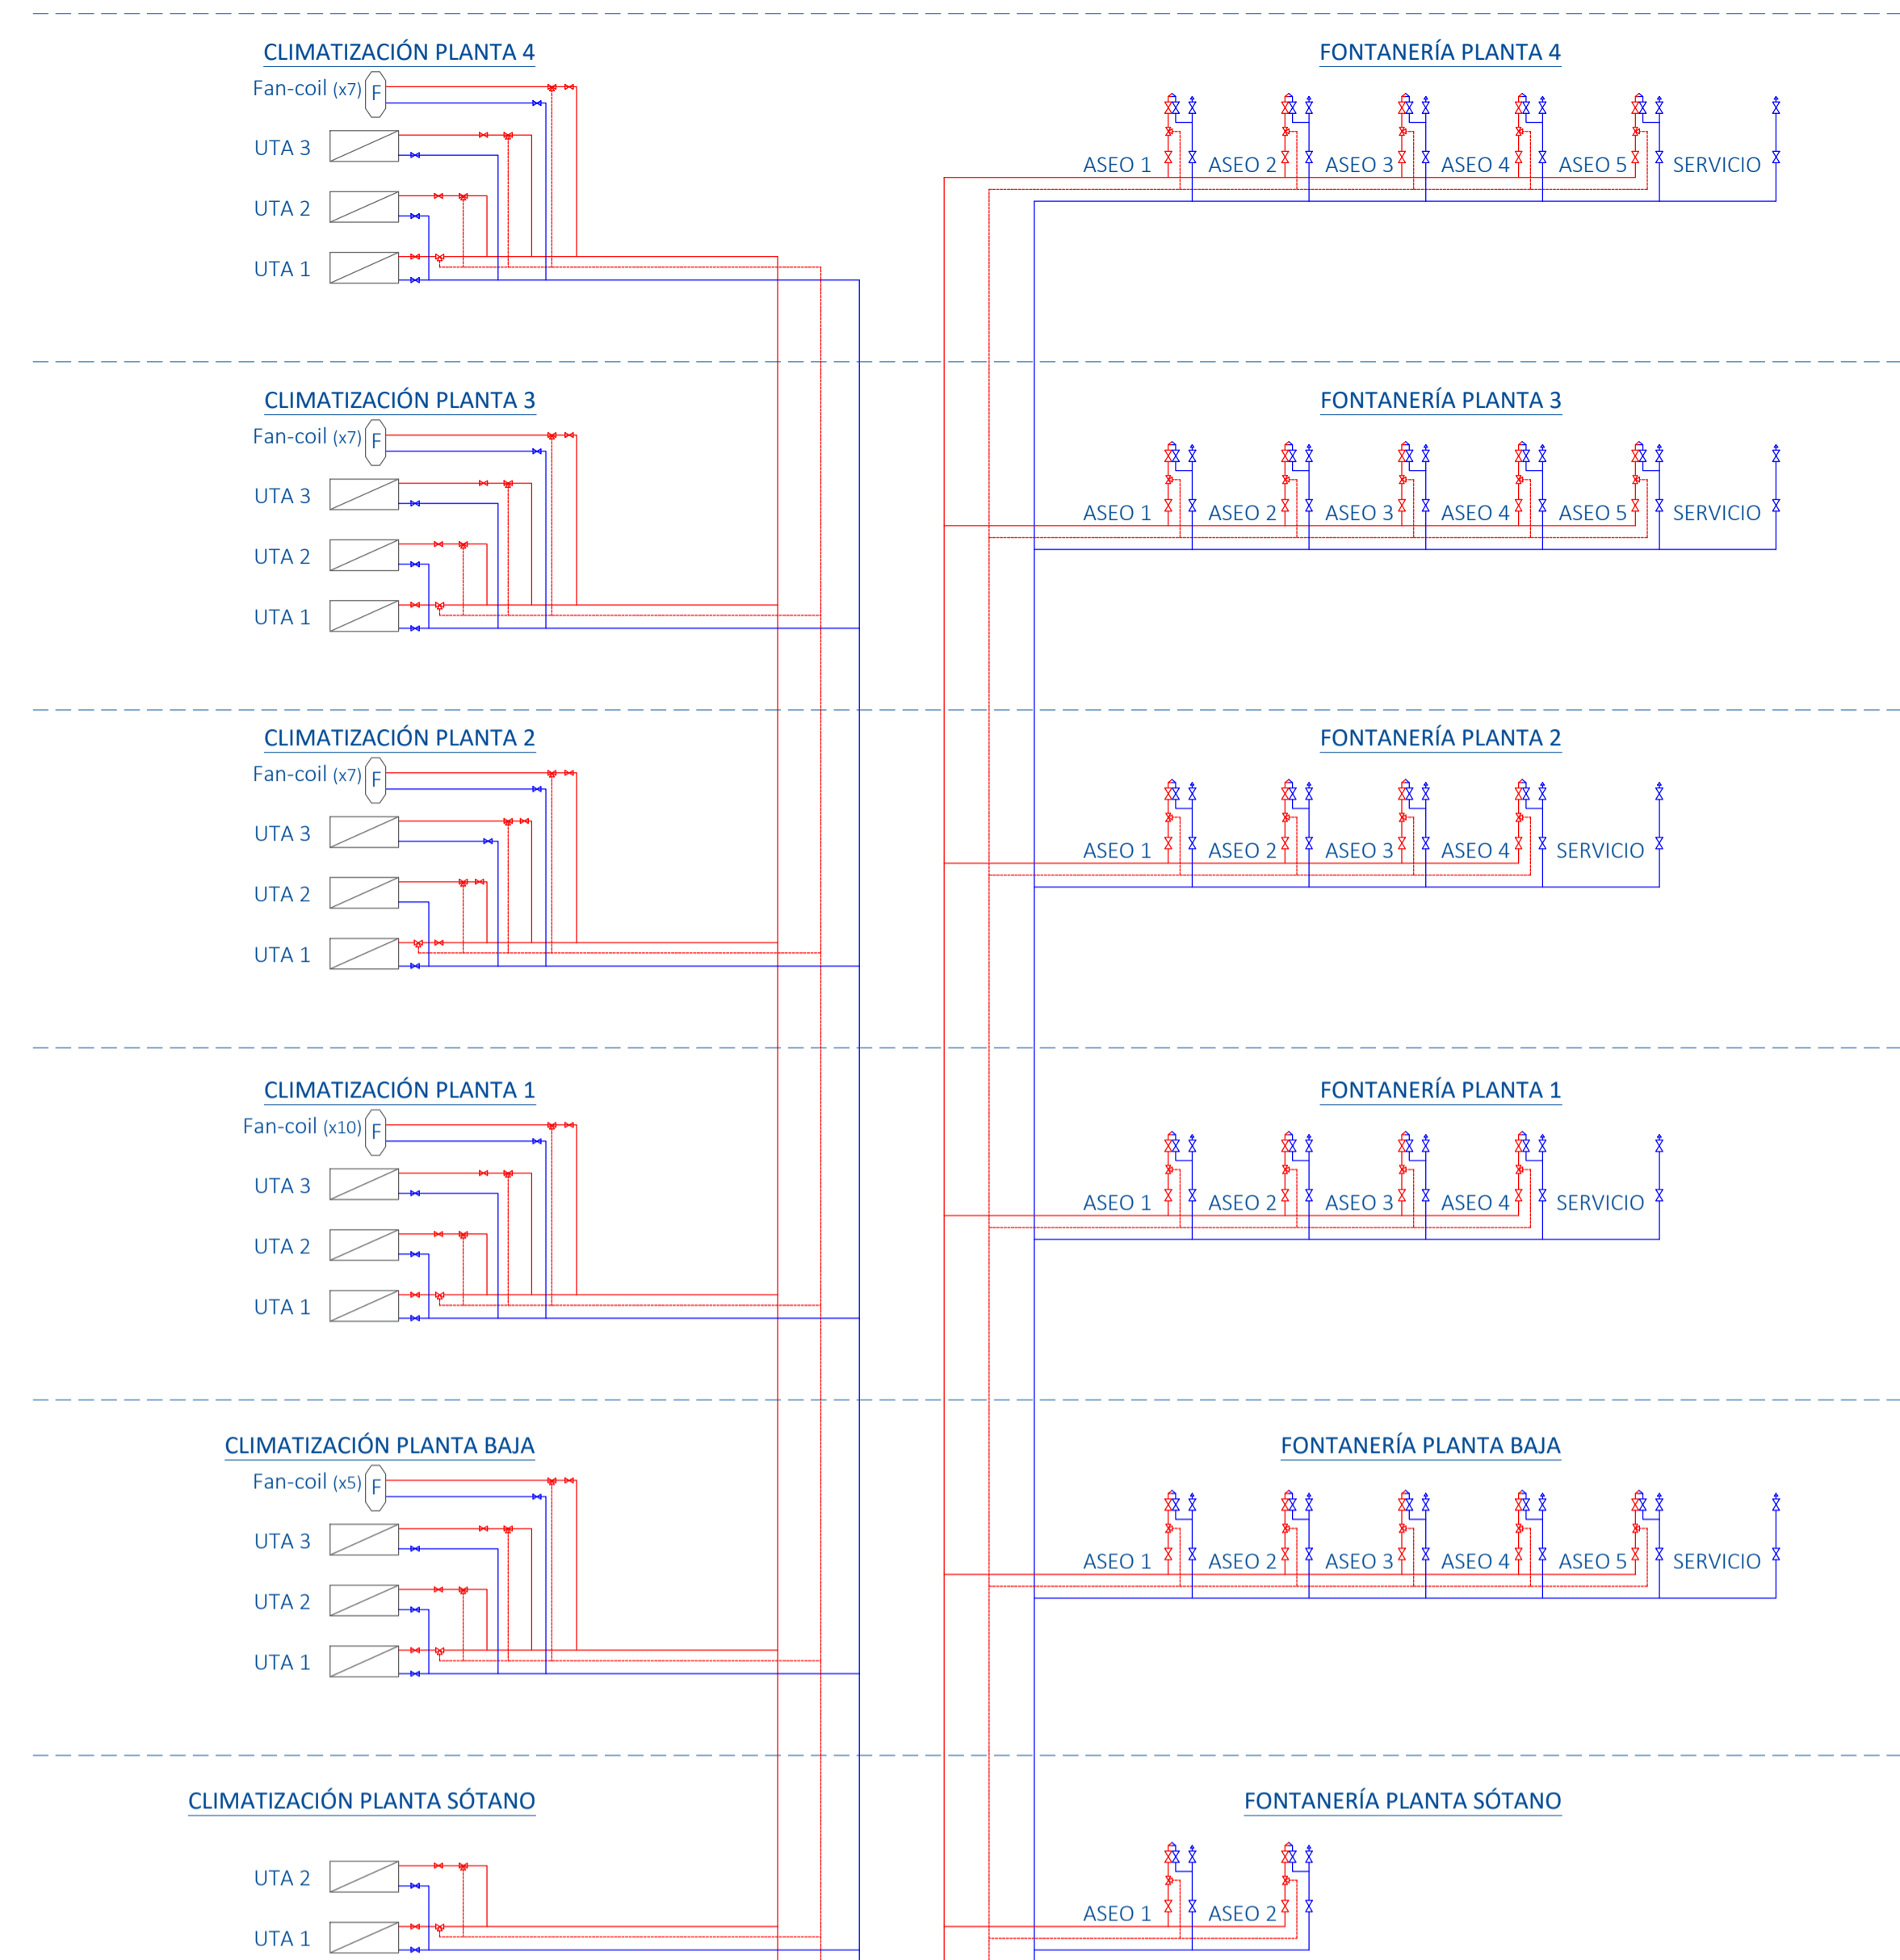 CLIMATIZACIÓN PLANTA 4
Fan-coil (x7) F
UTA 3
UTA 2
UTA 1
FONTANERÍA PLANTA 4
ASEO 1 ASEO 2 ASEO 3 ASEO 4 ASEO 5 SERVICIO
CLIMATIZACIÓN PLANTA 3
Fan-coil (x7) F
UTA 3
UTA 2
UTA 1
FONTANERÍA PLANTA 3
ASEO 1 ASEO 2 ASEO 3 ASEO 4 ASEO 5 SERVICIO
CLIMATIZACIÓN PLANTA 2
Fan-coil (x7) F
UTA 3
UTA 2
UTA 1
FONTANERÍA PLANTA 2
ASEO 1 ASEO 2 ASEO 3 ASEO 4 SERVICIO
CLIMATIZACIÓN PLANTA 1
Fan-coil (x10) F
UTA 3
UTA 2
UTA 1
FONTANERÍA PLANTA 1
ASEO 1 ASEO 2 ASEO 3 ASEO 4 SERVICIO
CLIMATIZACIÓN PLANTA BAJA
Fan-coil (x5) F
UTA 3
UTA 2
UTA 1
FONTANERÍA PLANTA BAJA
ASEO 1 ASEO 2 ASEO 3 ASEO 4 ASEO 5 SERVICIO
CLIMATIZACIÓN PLANTA SÓTANO
UTA 2
UTA 1
FONTANERÍA PLANTA SÓTANO
ASEO 1 ASEO 2